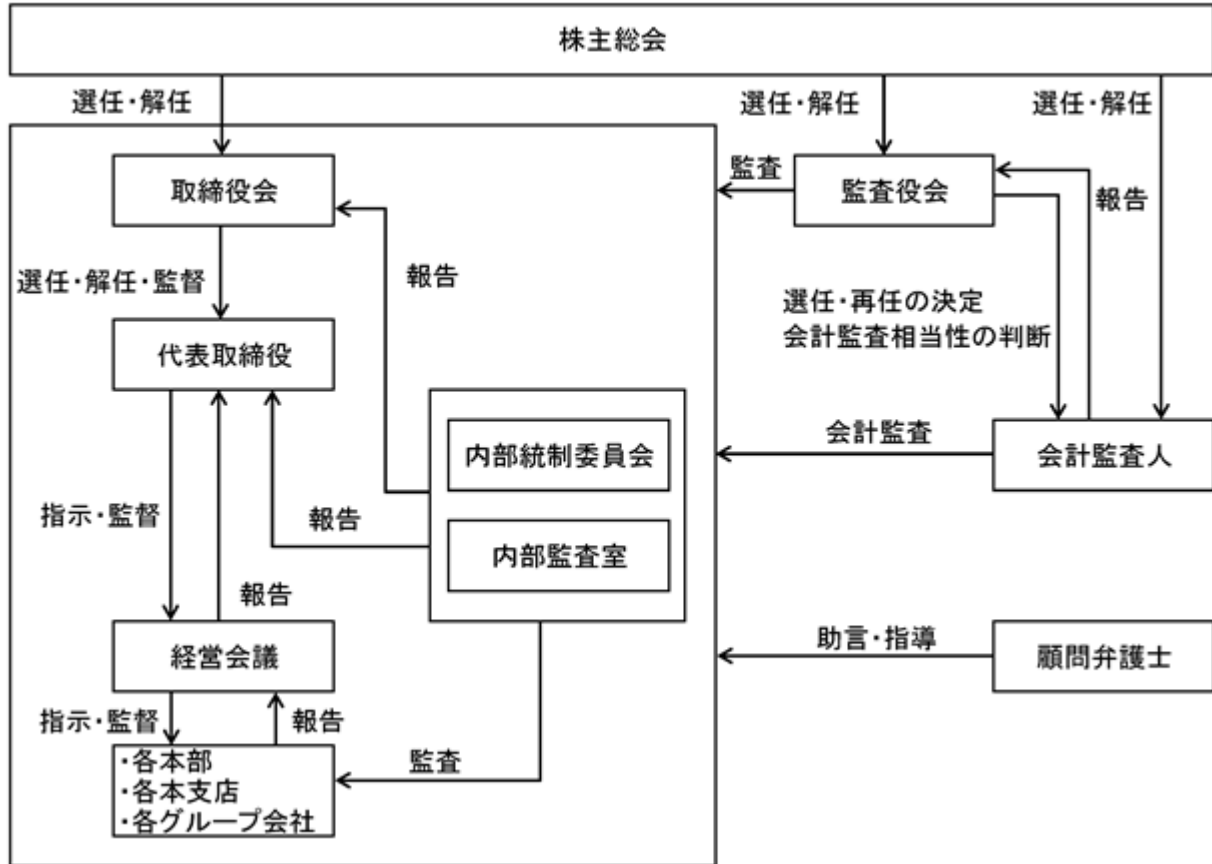 株主総会
選任・解任
選任・解任
選任・解任
取締役会
監査
監査役会
報告
選任・解任・監督
報告
選任・再任の決定
会計監査相当性の判断
代表取締役
内部統制委員会
会計監査
会計監査人
指示・監督
報告
内部監査室
報告
経営会議
助言・指導
顧問弁護士
指示・監督
報告
・各本部
・各本支店
・各グループ会社
監査